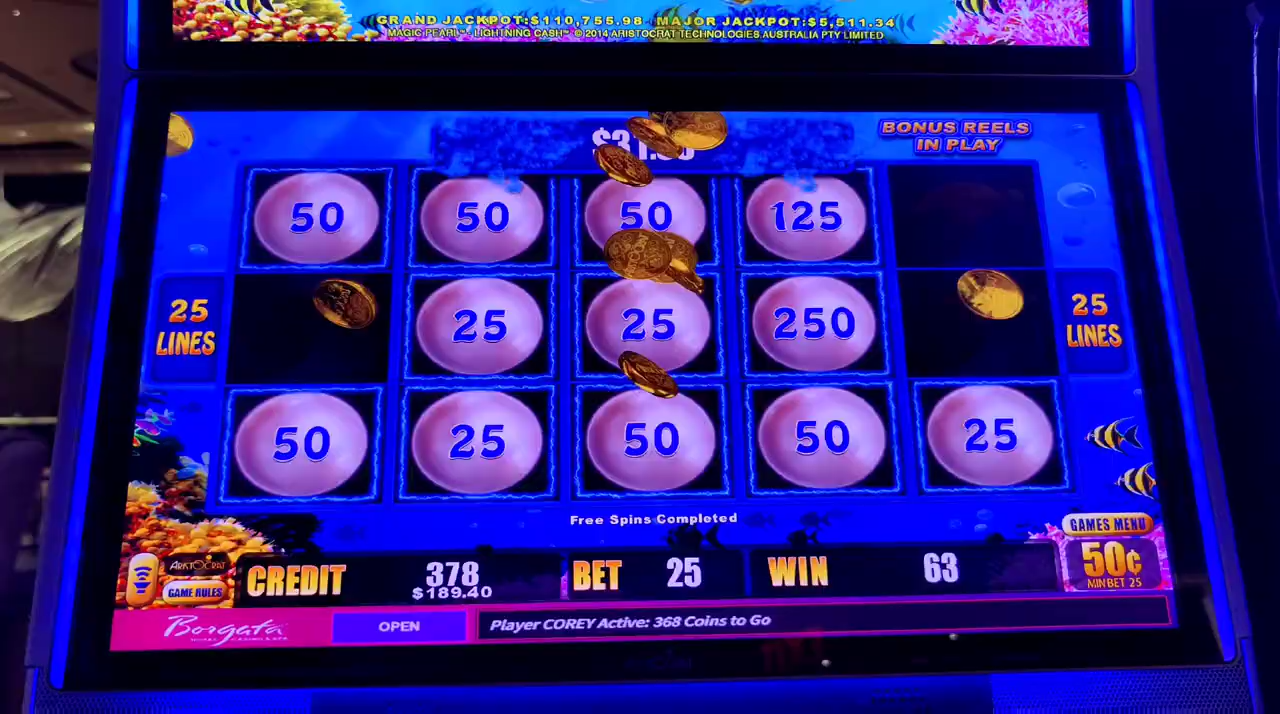 GRAND JACKPOT:$110,755.98 MAJOR JACKPOT:$5,511.34
MAGIC PEARL™ - LIGHTNING CASH™ © 2014 ARISTOCRAT TECHNOLOGIES AUSTRALIA PTY LIMITED
BONUS REELS
IN PLAY
50 50 50 125
25
LINES
25 25 250
25
LINES
50 25 50 50 25
Free Spins Completed
GAMES MENU
ARISTOCRAT
GAME RULES
CREDIT 378
$189.40
BET 25
WIN 63
50¢
MIN BET 25
Borgata
OPEN
Player COREY Active: 368 Coins to Go